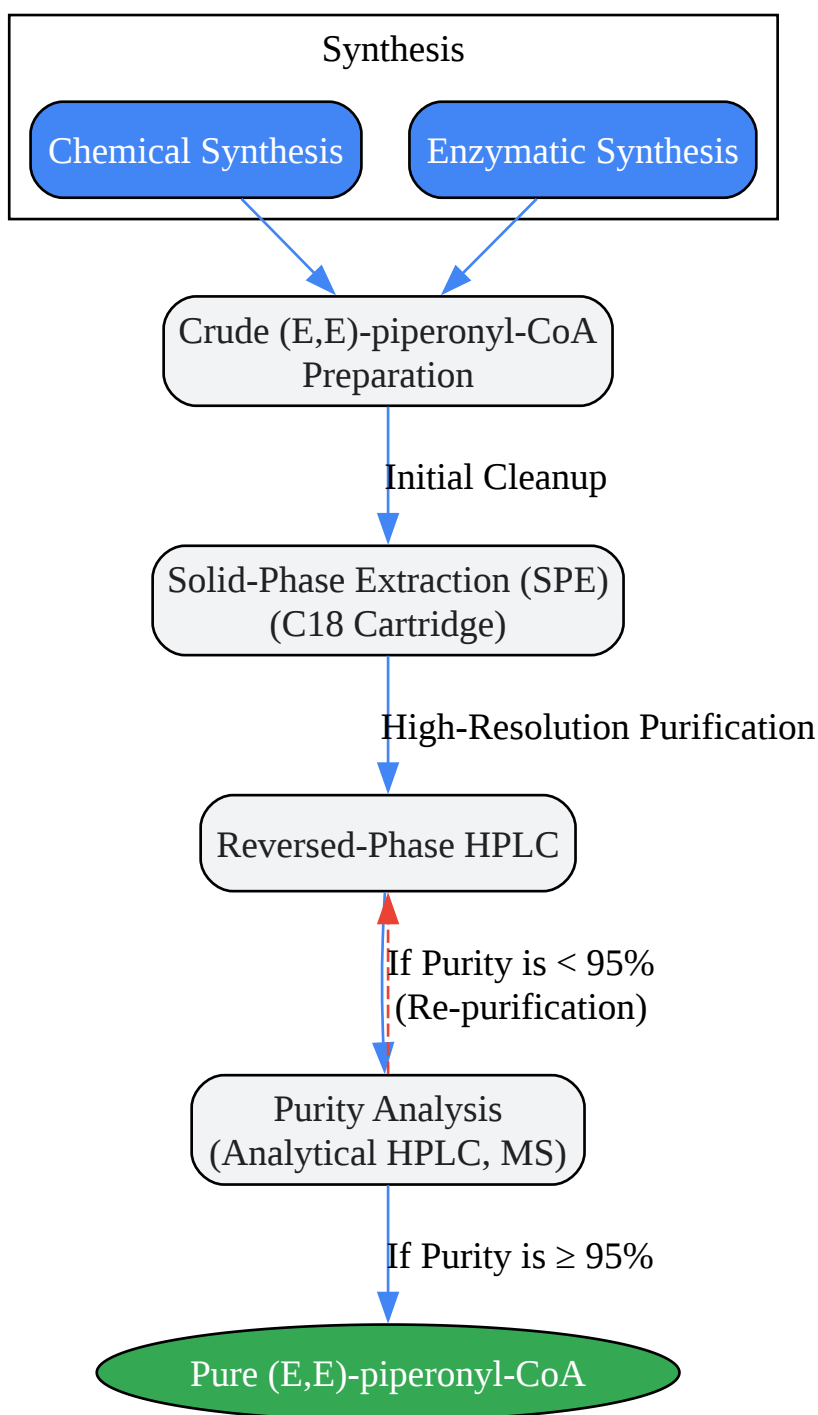 Synthesis
Chemical Synthesis
Enzymatic Synthesis
Crude (E,E)-piperonyl-CoA
Preparation
Initial Cleanup
Solid-Phase Extraction (SPE)
(C18 Cartridge)
High-Resolution Purification
Reversed-Phase HPLC
If Purity is < 95%
(Re-purification)
Purity Analysis
(Analytical HPLC, MS)
If Purity is ≥ 95%
Pure (E,E)-piperonyl-CoA